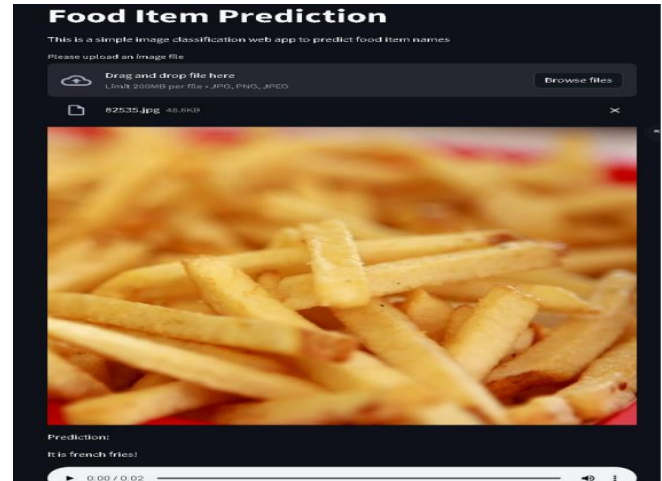 Food Item Prediction
This is a simple image classification web app to predict food item names
Please upload an image file
Drag and drop file here
Limit 200MB per file • JPG, PNG, JPEG
Browse files
82535.jpg 48.6KB
Prediction:
It is french fries!
0:00 / 0:02